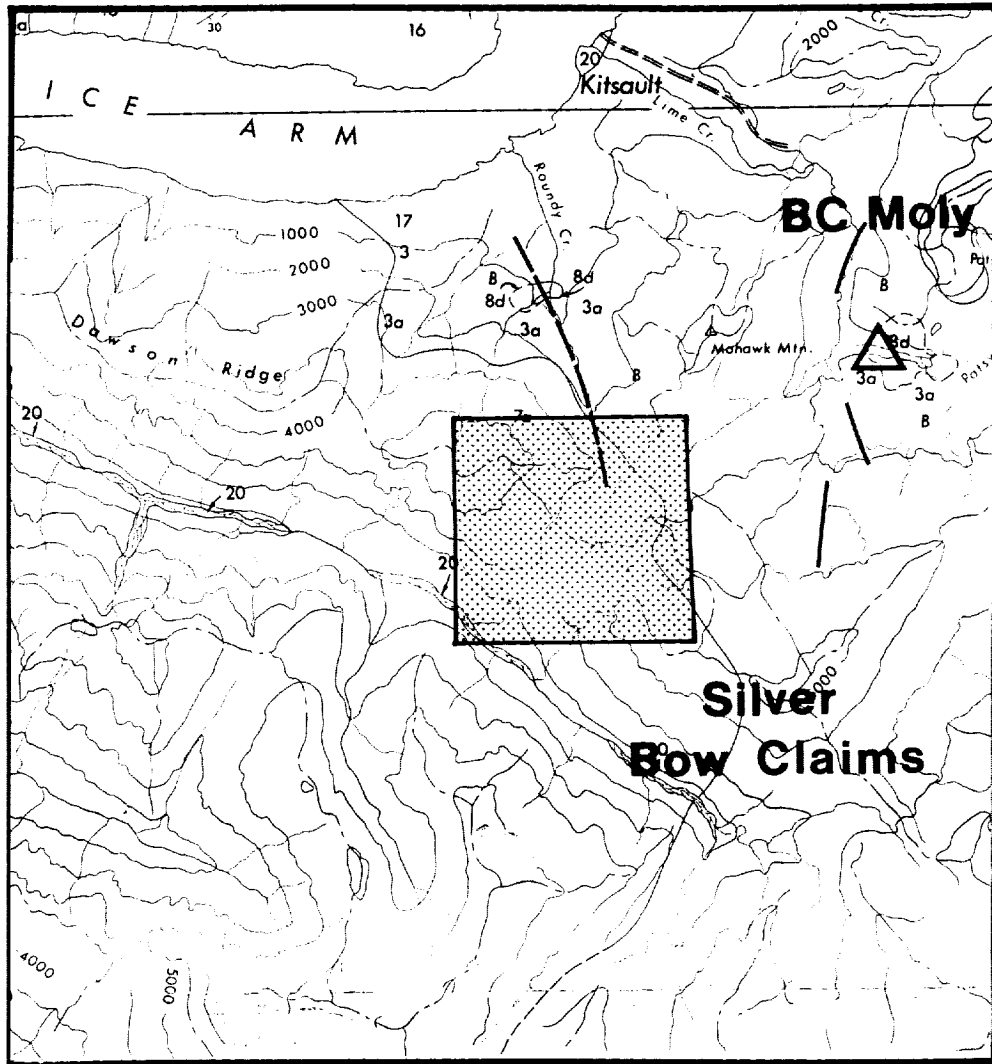 30
16
2000
20
Kitsault
Lime Cr.
ICE
ARM
Roundy Cr.
17
3
BC Moly
1000
2000
3000
B
8d
8d
3a
3a
3a
B
B
Mohawk Mtn.
8d
3a
3a
B
Dawson Ridge
4000
20
20
20
Silver
Bow Claims
4000
5000